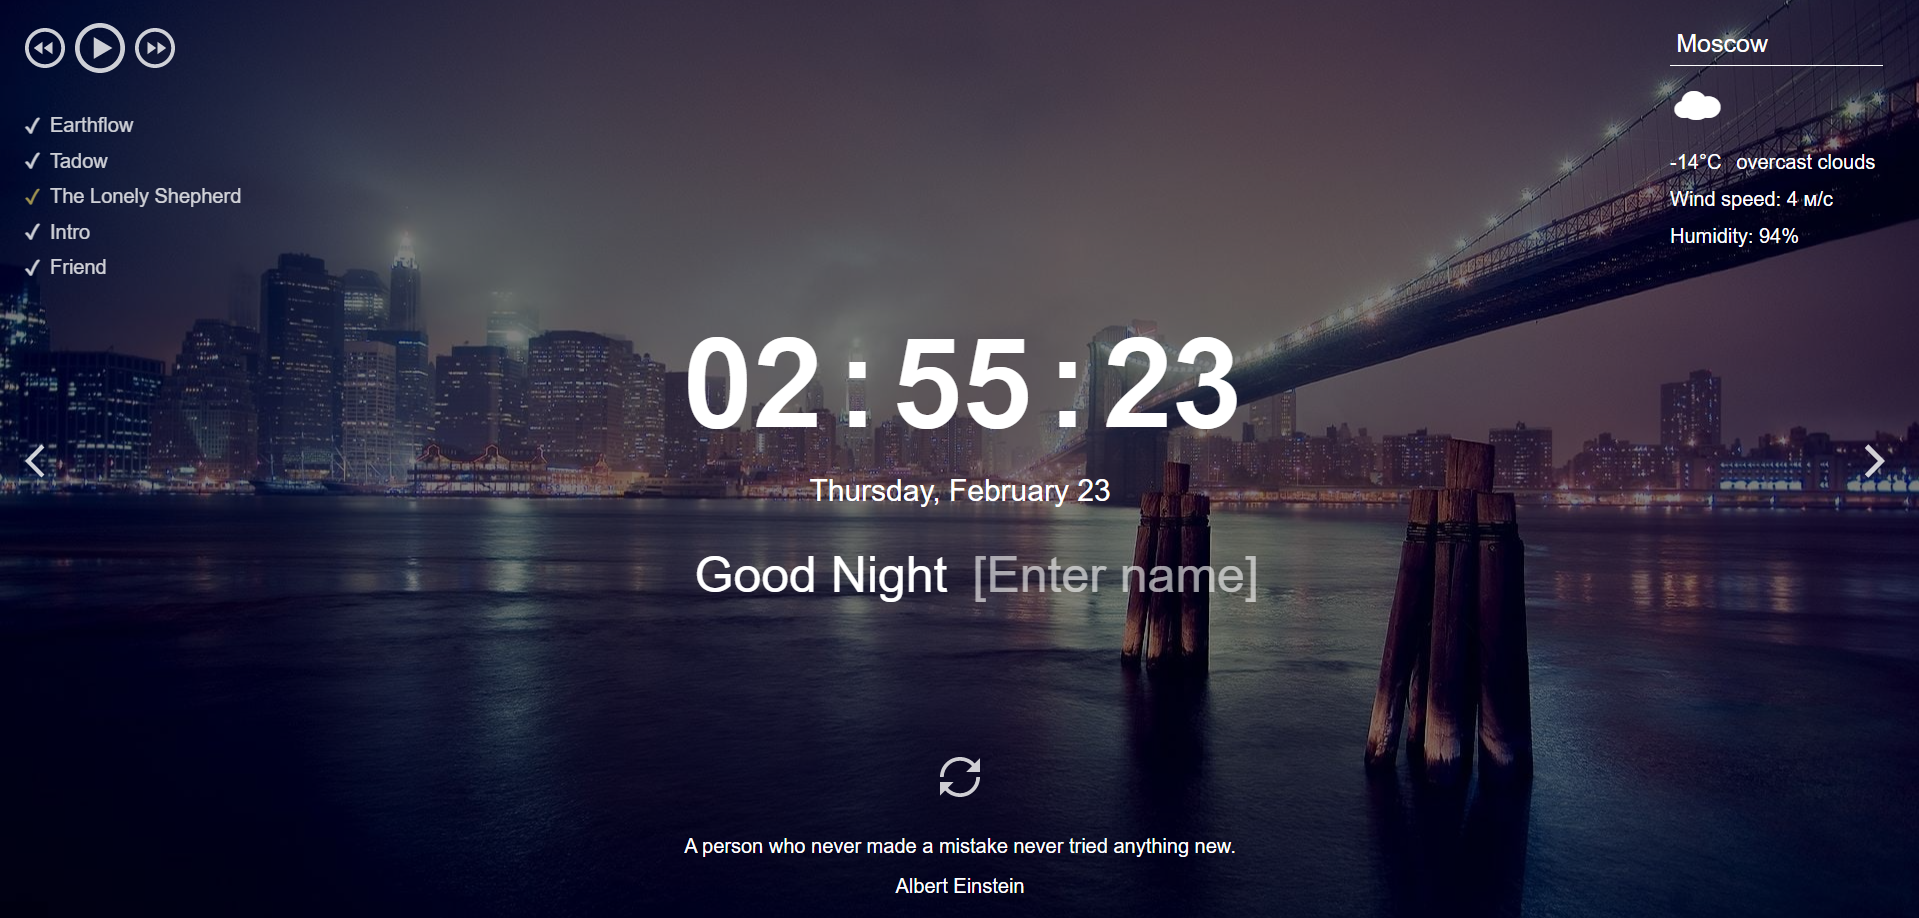 Earthflow
Tadow
The Lonely Shepherd
Intro
Friend
Moscow
-14°C overcast clouds
Wind speed: 4 м/с
Humidity: 94%
02:55:23
Thursday, February 23
Good Night [Enter name]
A person who never made a mistake never tried anything new.
Albert Einstein